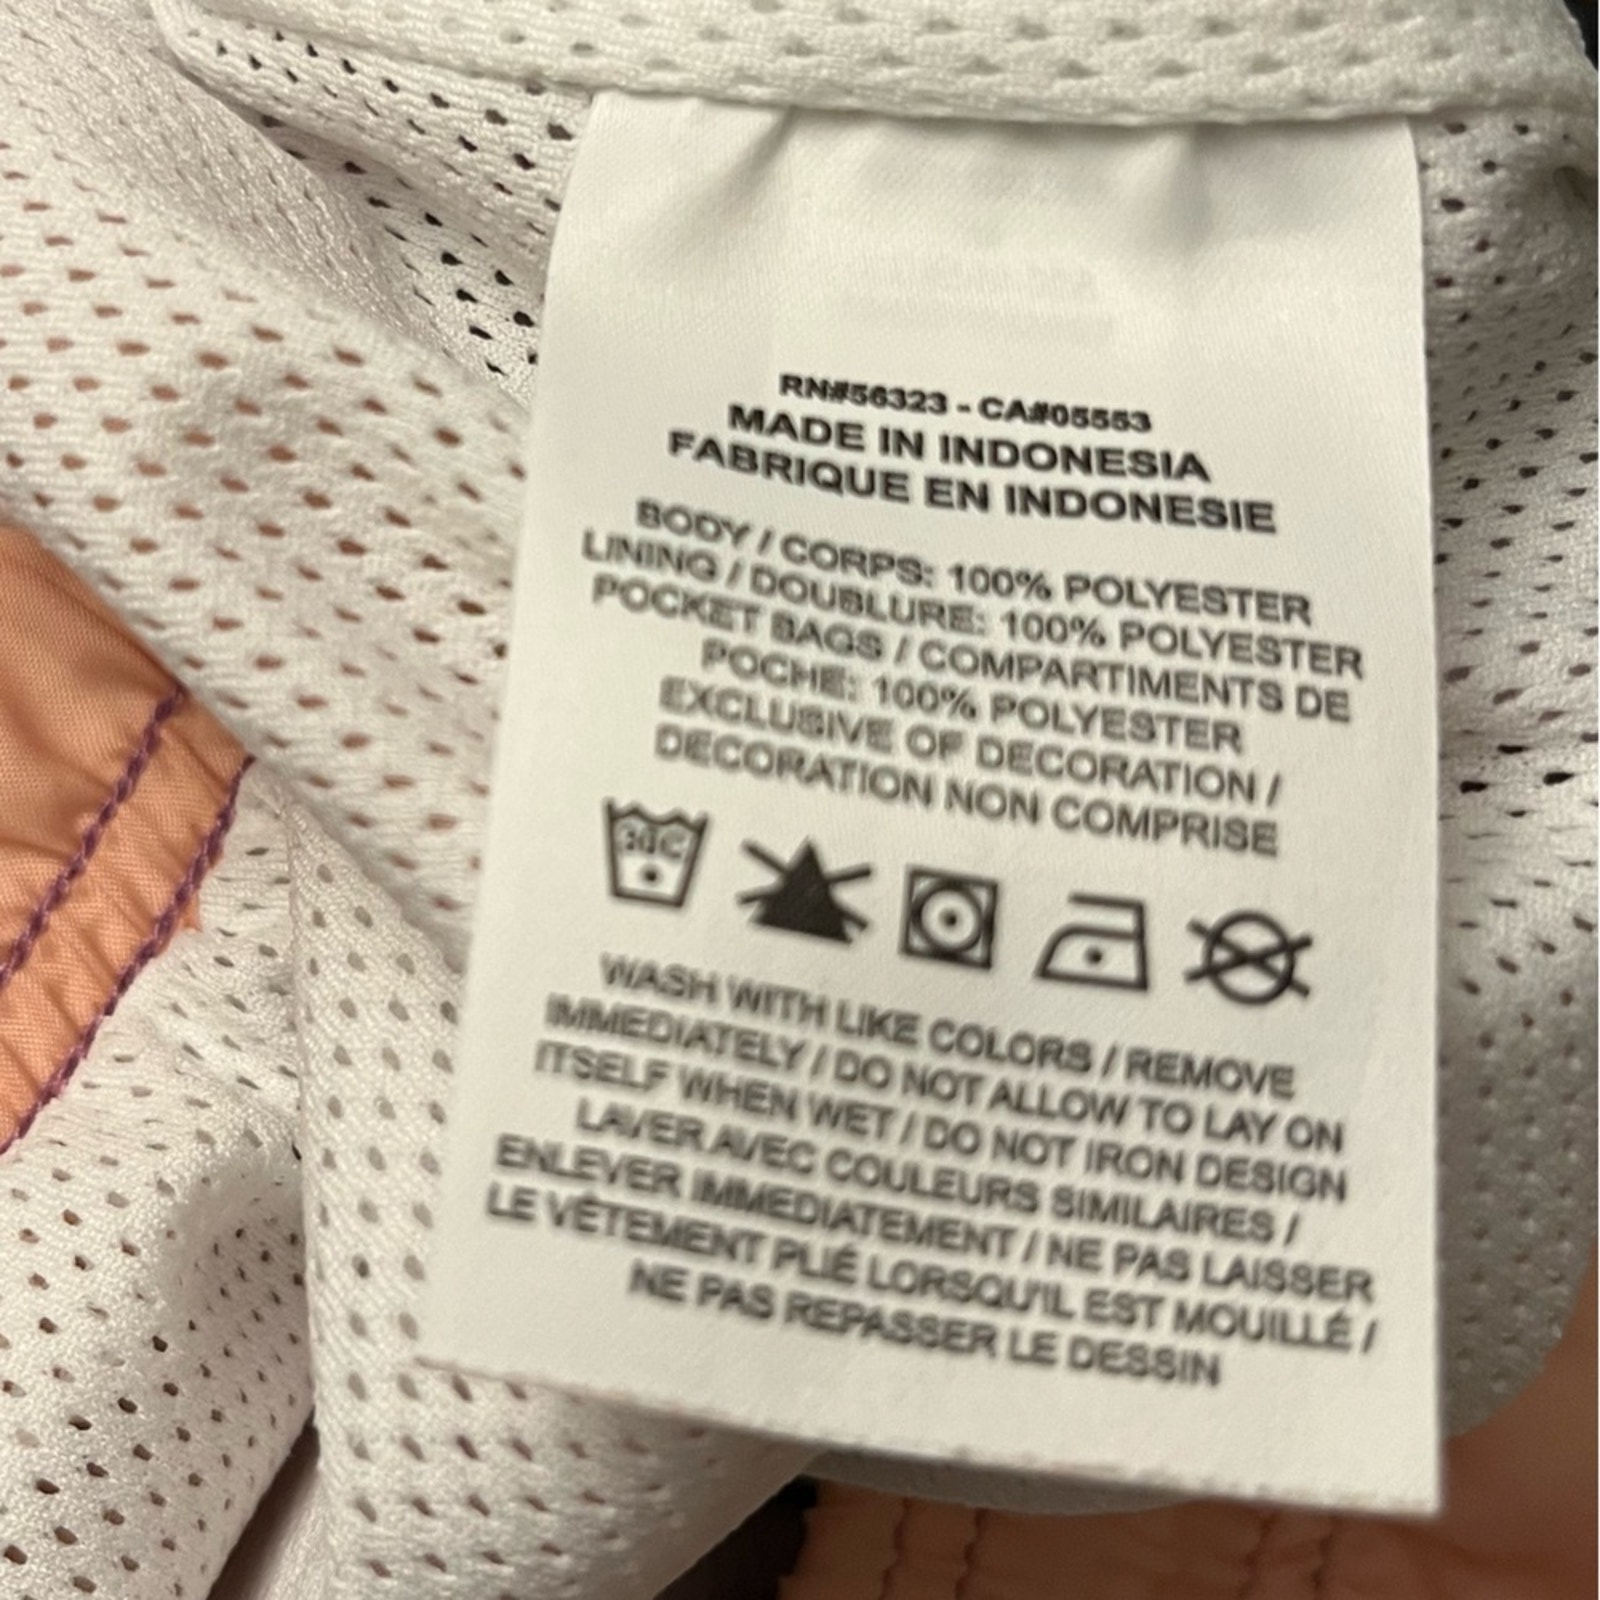 RN#56323 - CA#05553
MADE IN INDONESIA
FABRIQUE EN INDONESIE
BODY / CORPS: 100% POLYESTER
LINING / DOUBLURE: 100% POLYESTER
POCKET BAGS / COMPARTIMENTS DE
POCHE: 100% POLYESTER
EXCLUSIVE OF DECORATION /
DECORATION NON COMPRISE
30C
WASH WITH LIKE COLORS / REMOVE
IMMEDIATELY / DO NOT ALLOW TO LAY ON
ITSELF WHEN WET / DO NOT IRON DESIGN
LAVER AVEC COULEURS SIMILAIRES /
ENLEVER IMMEDIATEMENT / NE PAS LAISSER
LE VÊTEMENT PLIÉ LORSQU'IL EST MOUILLÉ /
NE PAS REPASSER LE DESSIN